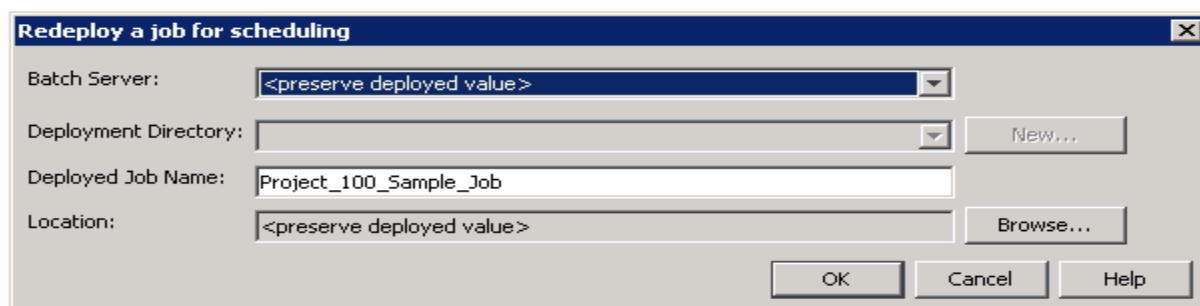 Redeploy a job for scheduling
Batch Server: <preserve deployed value>
Deployment Directory: New...
Deployed Job Name: Project_100_Sample_Job
Location: <preserve deployed value> Browse...
OK Cancel Help